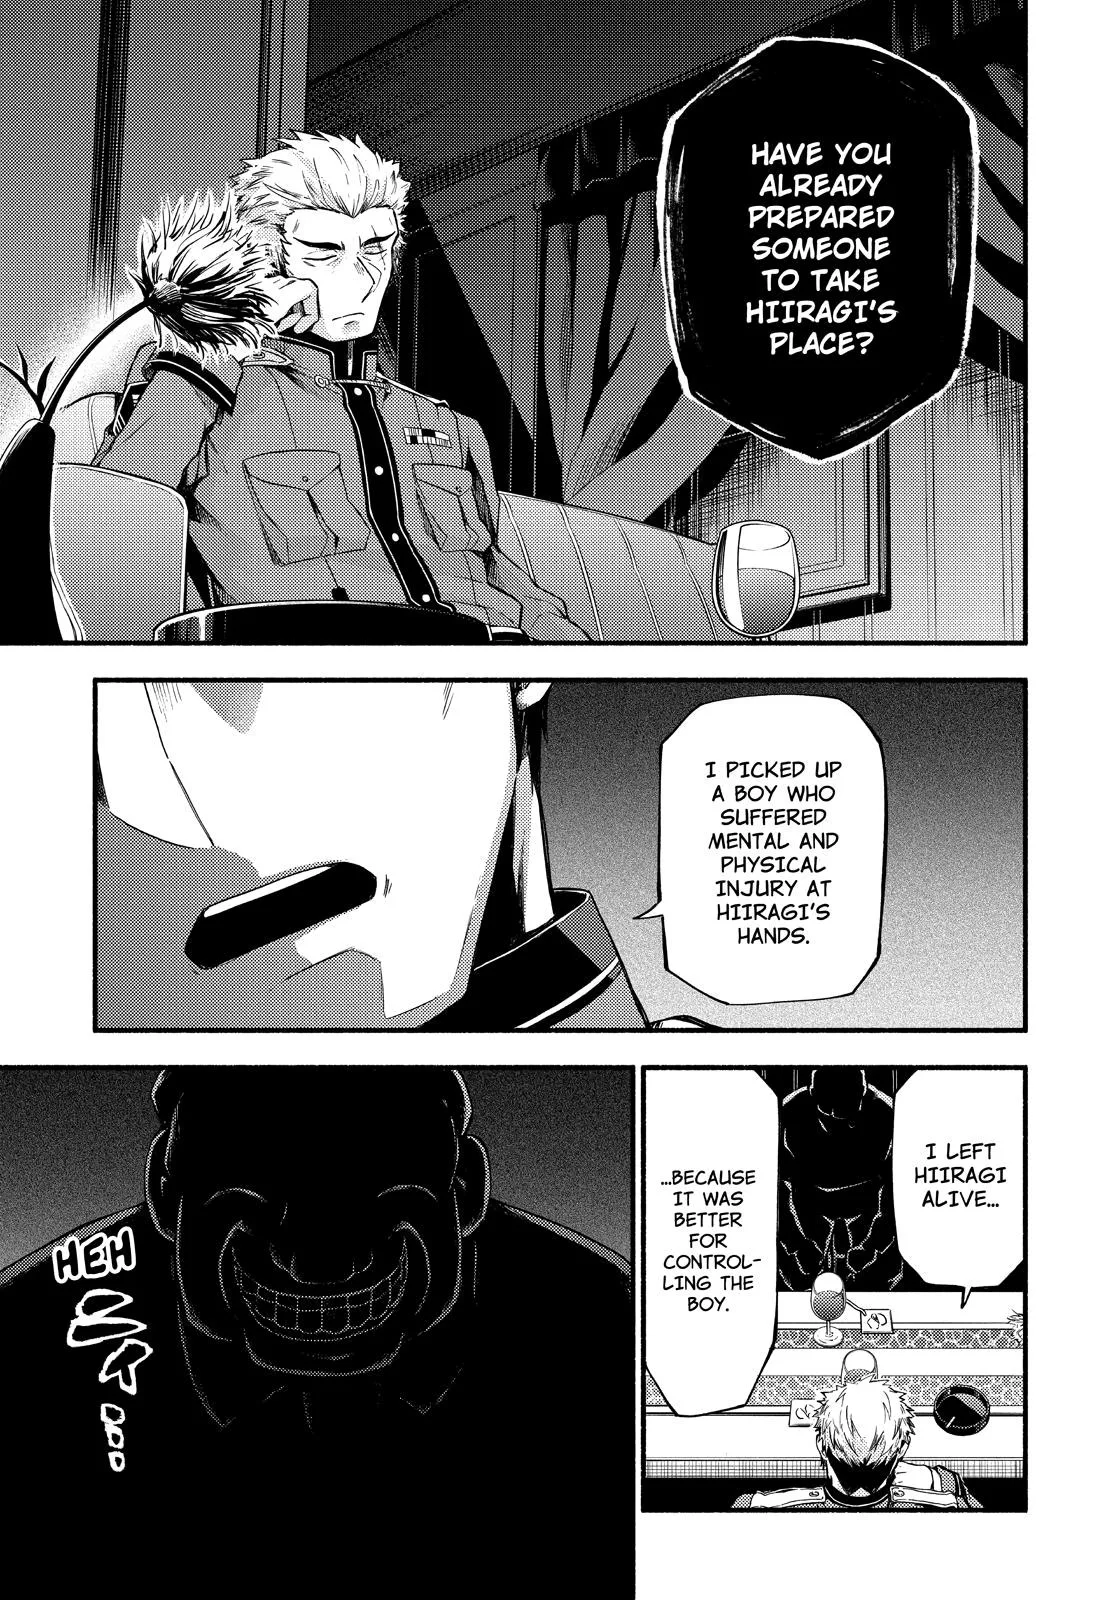 HAVE YOU
ALREADY
PREPARED
SOMEONE
TO TAKE
HIIRAGI'S
PLACE?
I PICKED UP
A BOY WHO
SUFFERED
MENTAL AND
PHYSICAL
INJURY AT
HIIRAGI'S
HANDS.
I LEFT
HIIRAGI
ALIVE...
...BECAUSE
IT WAS
BETTER
FOR
CONTROL-
LING THE
BOY.
HEH